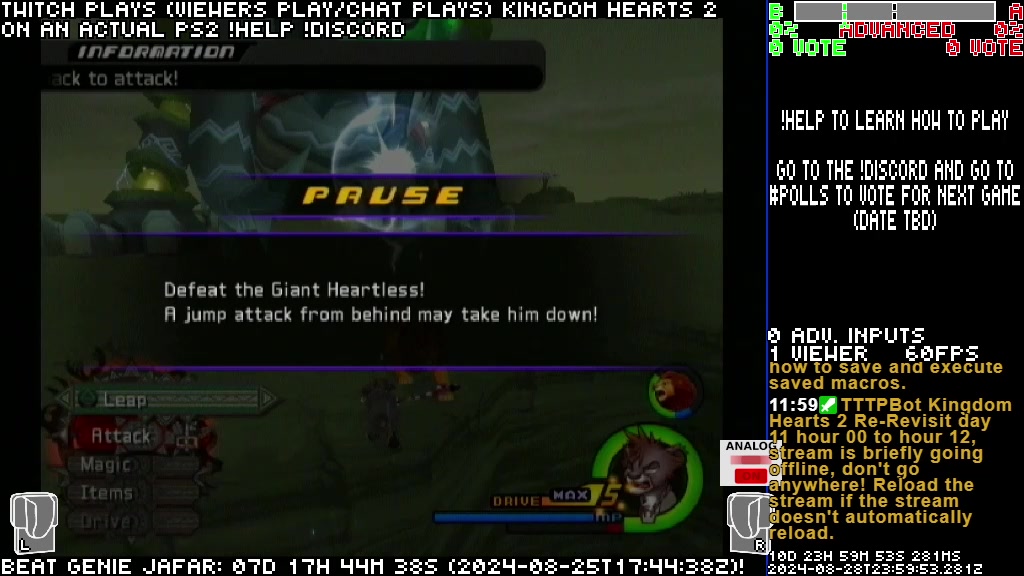 TWITCH PLAYS (VIEWERS PLAY/CHAT PLAYS) KINGDOM HEARTS 2
ON AN ACTUAL PS2 !HELP !DISCORD
INFORMATION
ack to attack!
PAUSE
Defeat the Giant Heartless!
A jump attack from behind may take him down!
Leap
Attack
Magic
Items
Drive
DRIVE MAX 5
MP
L
R
ANALOG
BEAT GENIE JAFAR: 07D 17H 44M 38S (2024-08-25T17:44:38Z)!
B A
0% ADVANCED 0%
0 VOTE 0 VOTE
!HELP TO LEARN HOW TO PLAY
GO TO THE !DISCORD AND GO TO
#POLLS TO VOTE FOR NEXT GAME
(DATE TBD)
0 ADV. INPUTS
1 VIEWER 60FPS
how to save and execute
saved macros.
11:59 TTTPBot Kingdom
Hearts 2 Re-Revisit day
11 hour 00 to hour 12,
stream is briefly going
offline, don't go
anywhere! Reload the
stream if the stream
doesn't automatically
reload.
10D 23H 59M 53S 281MS
2024-08-28T23:59:53.281Z